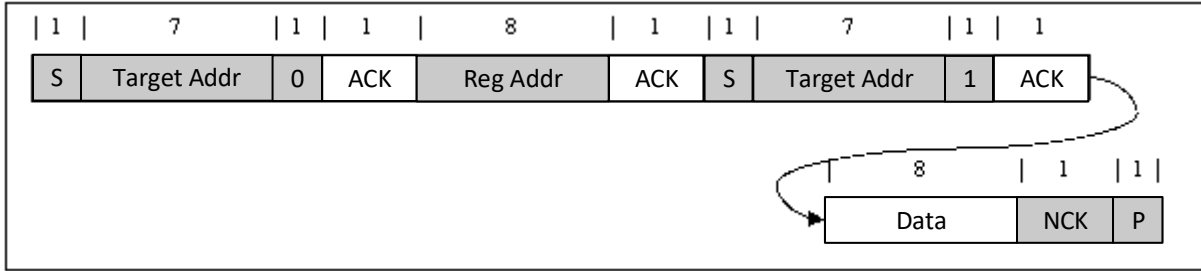 | 1 | 7 | 1 | 1 | 8 | 1 | 1 | 7 | 1 | 1
S Target Addr 0 ACK Reg Addr ACK S Target Addr 1 ACK
| 8 | 1 | 1 |
Data NCK P